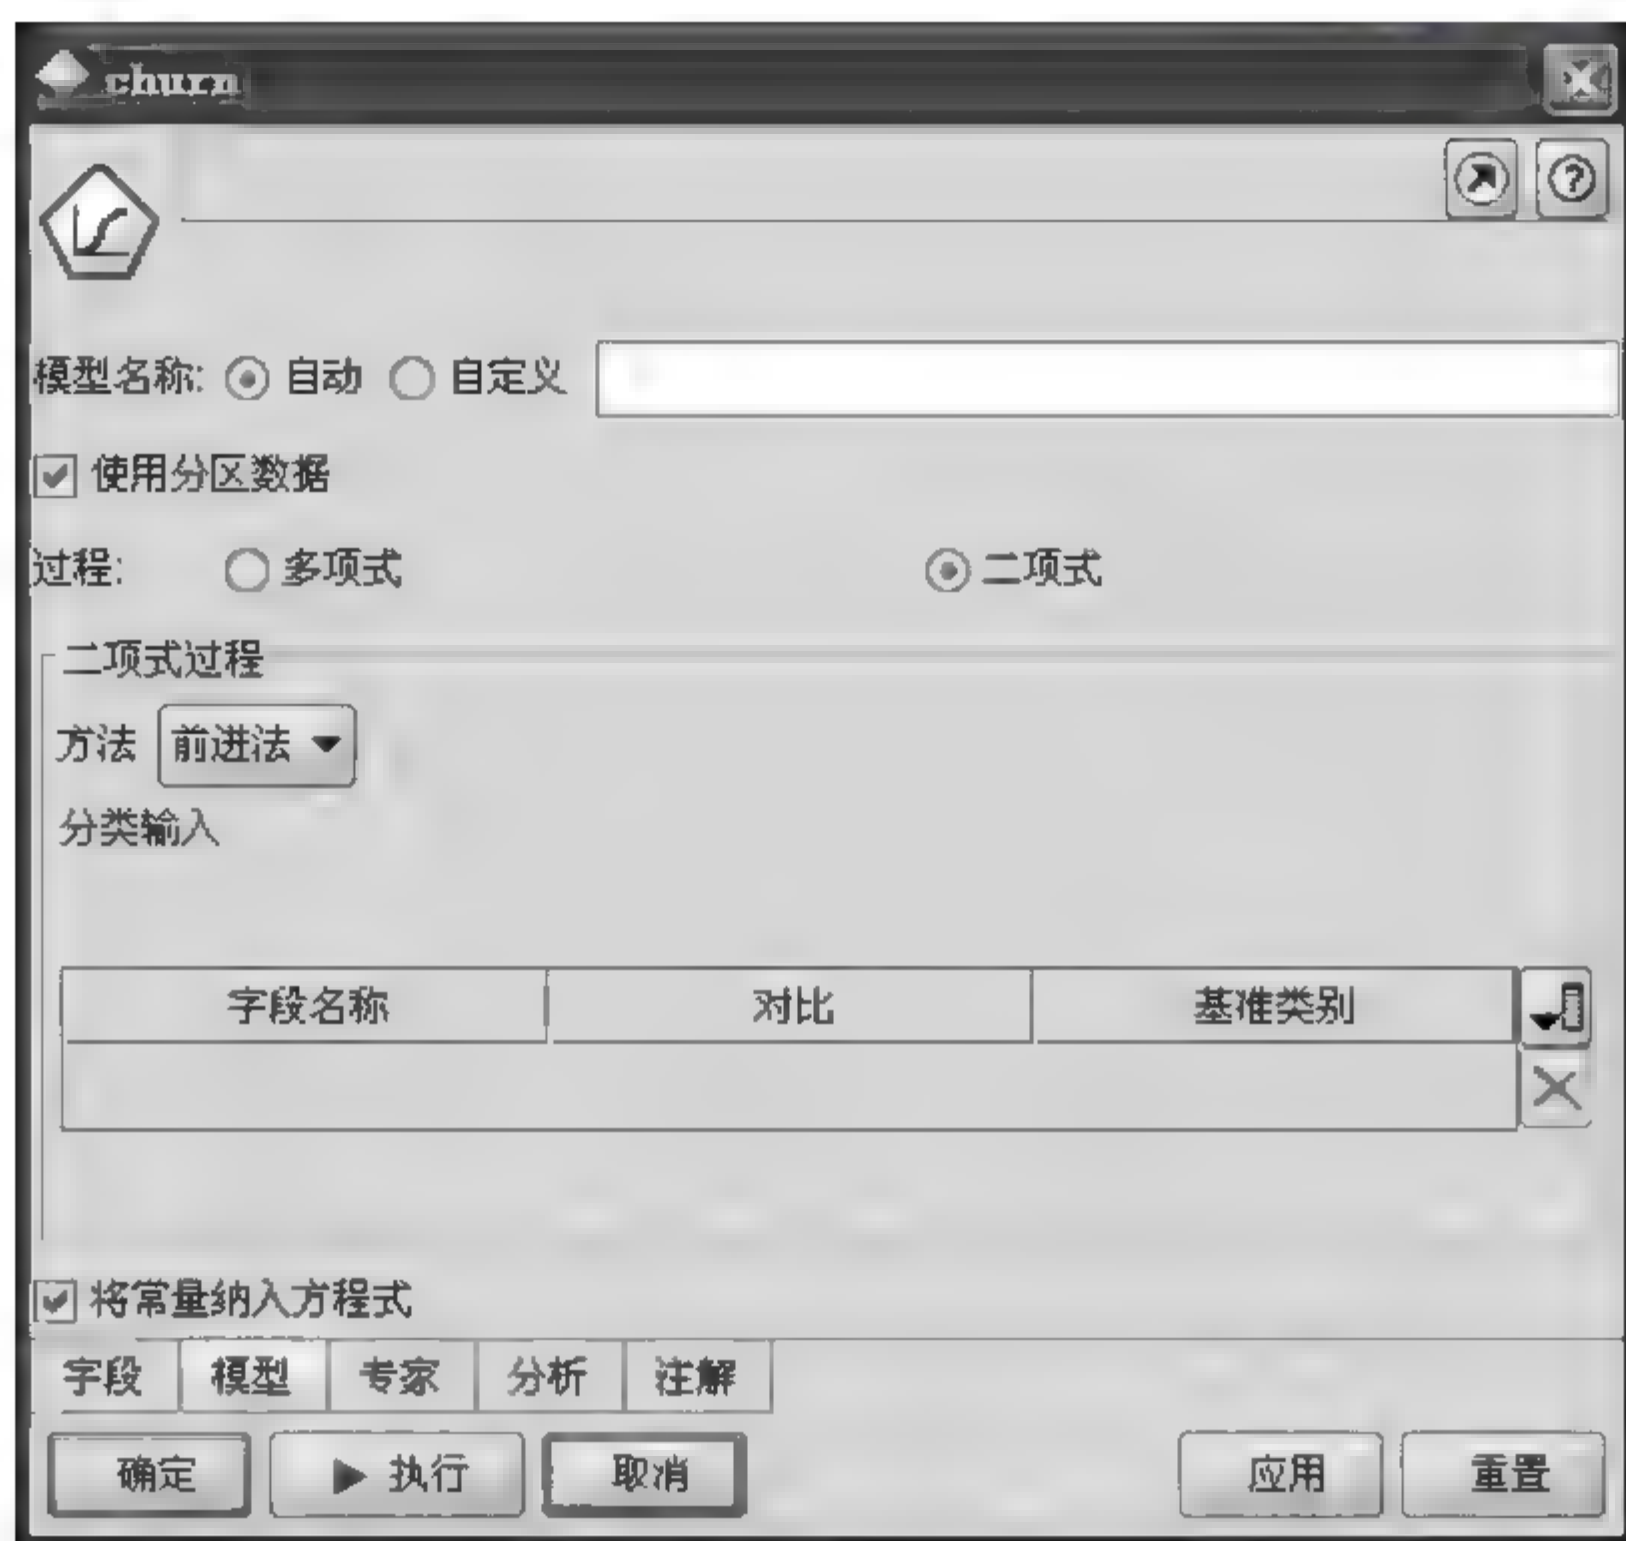 churn
模型名称: 自动 自定义
使用分区数据
过程: 多项式 二项式
二项式过程
方法 前进法
分类输入
字段名称 对比 基准类别
将常量纳入方程式
字段 模型 专家 分析 注解
确定 执行 取消 应用 重置